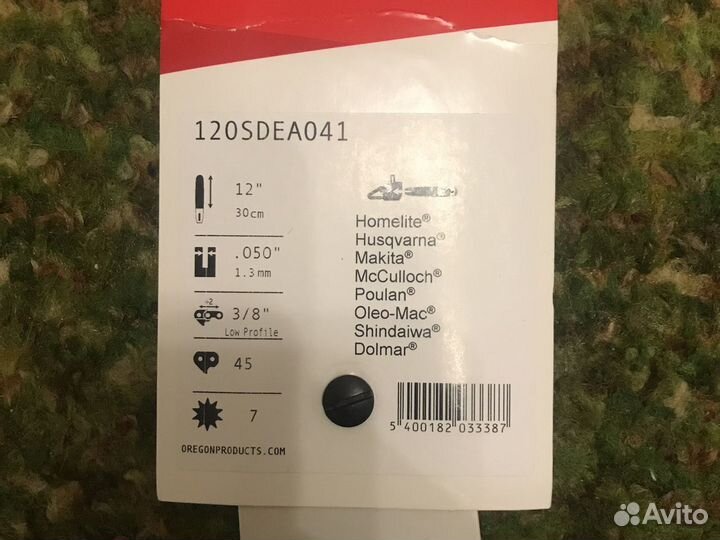 120SDEA041
12"
30cm
.050"
1.3mm
÷2
3/8"
Low Profile
45
7
OREGONPRODUCTS.COM
Homelite®
Husqvarna®
Makita®
McCulloch®
Poulan®
Oleo-Mac®
Shindaiwa®
Dolmar®
5 400182 033387
Avito